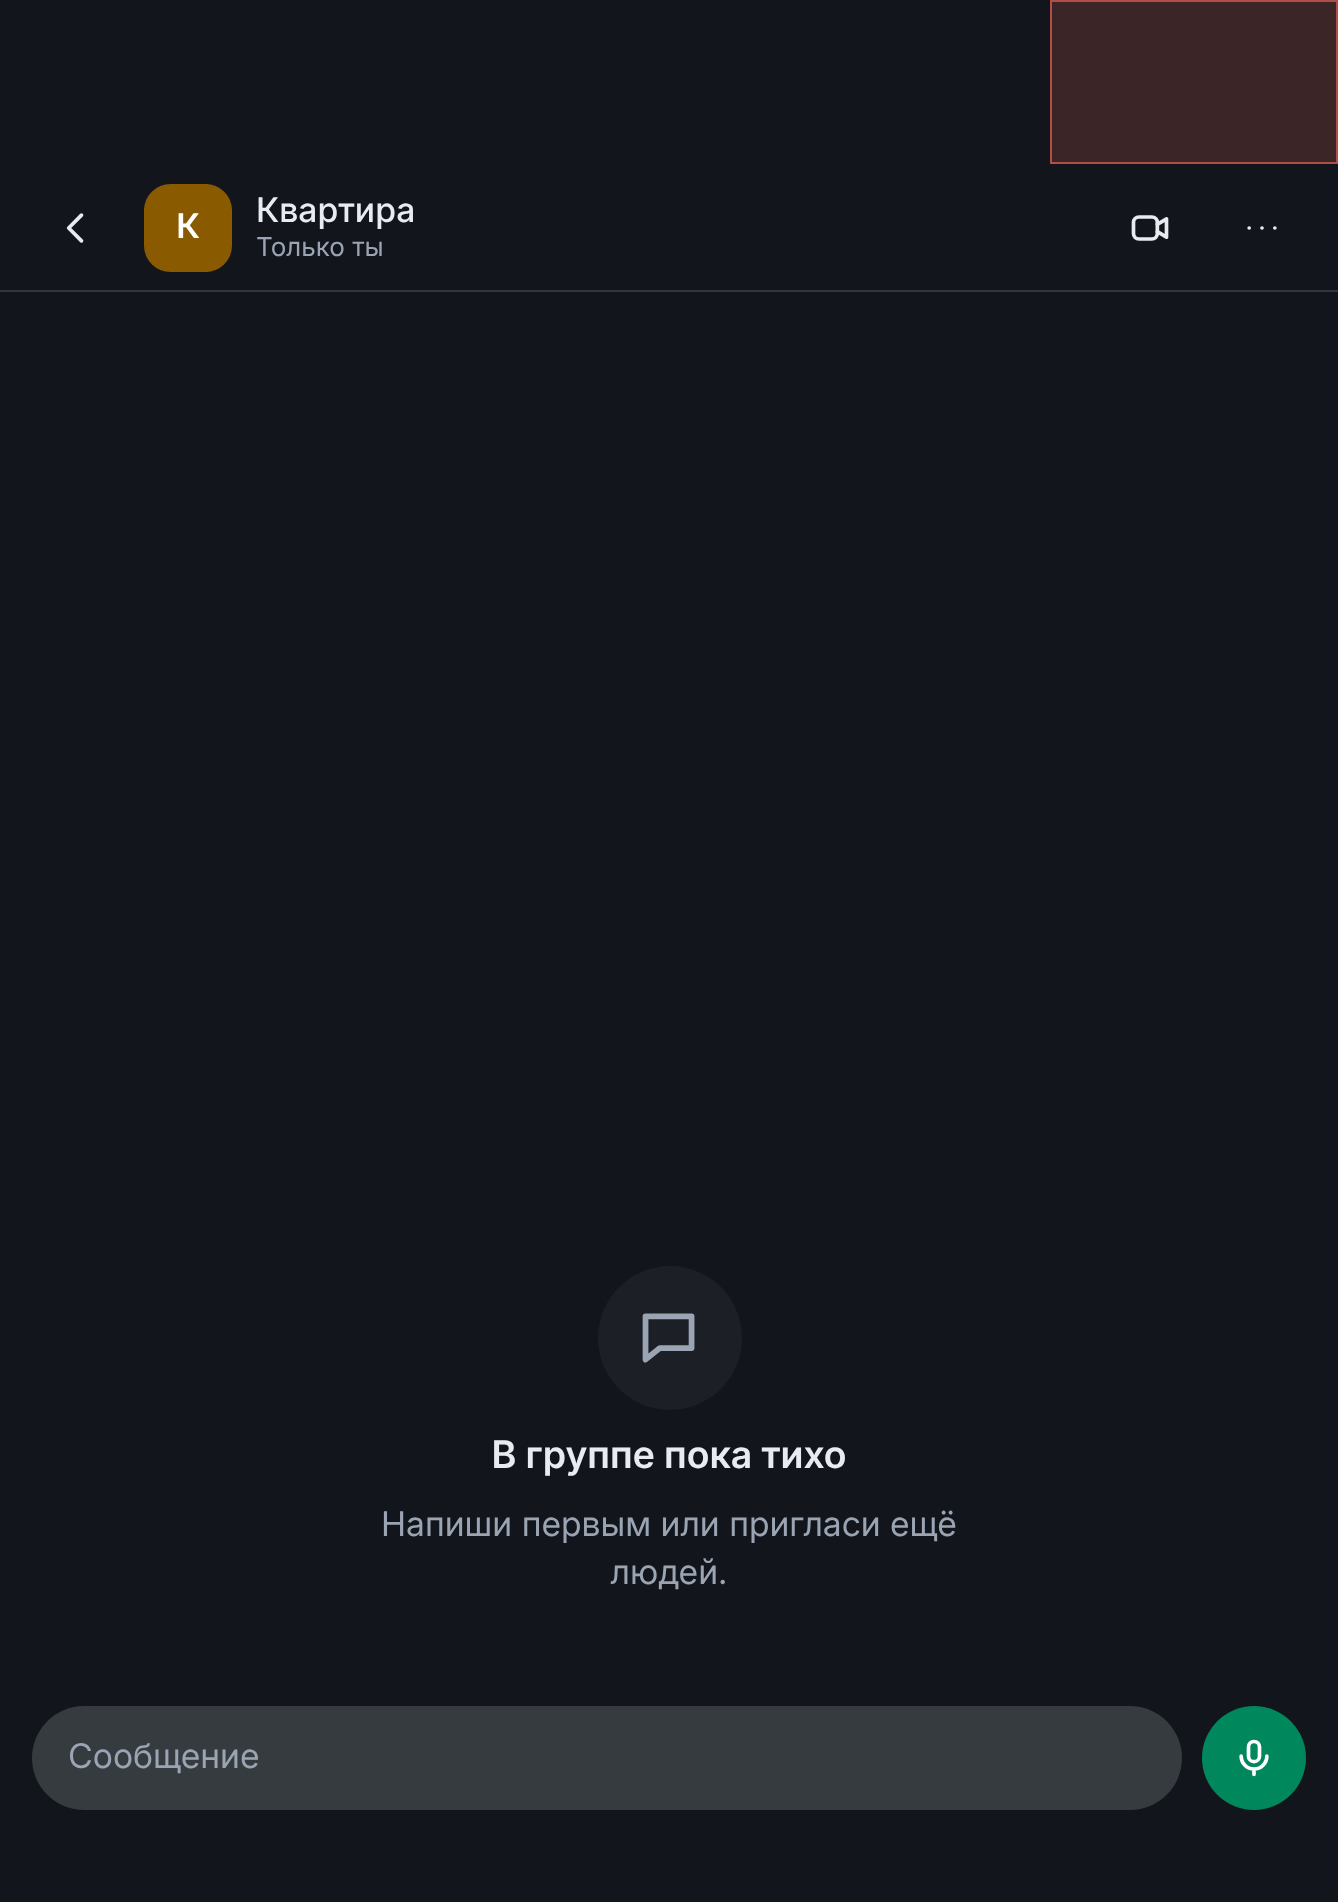 К
Квартира
Только ты
В группе пока тихо
Напиши первым или пригласи ещё
людей.
Сообщение